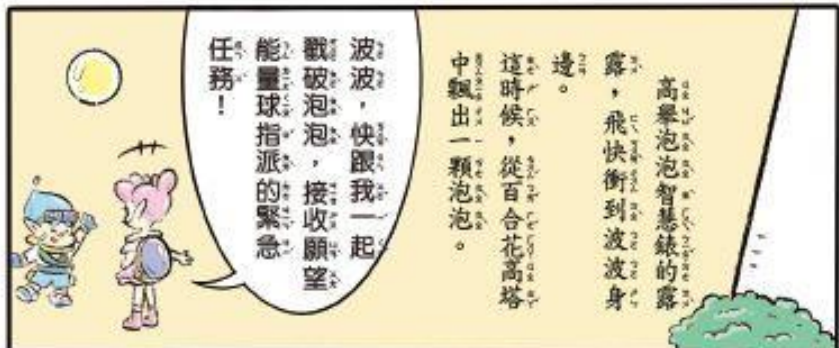 高舉泡泡智慧錶的露
露，飛快衝到波波身
邊。
這時候，從百合花高塔
中飄出一顆泡泡。
波波，快跟我一起
戳破泡泡，接收願望
能量球指派的緊急
任務！